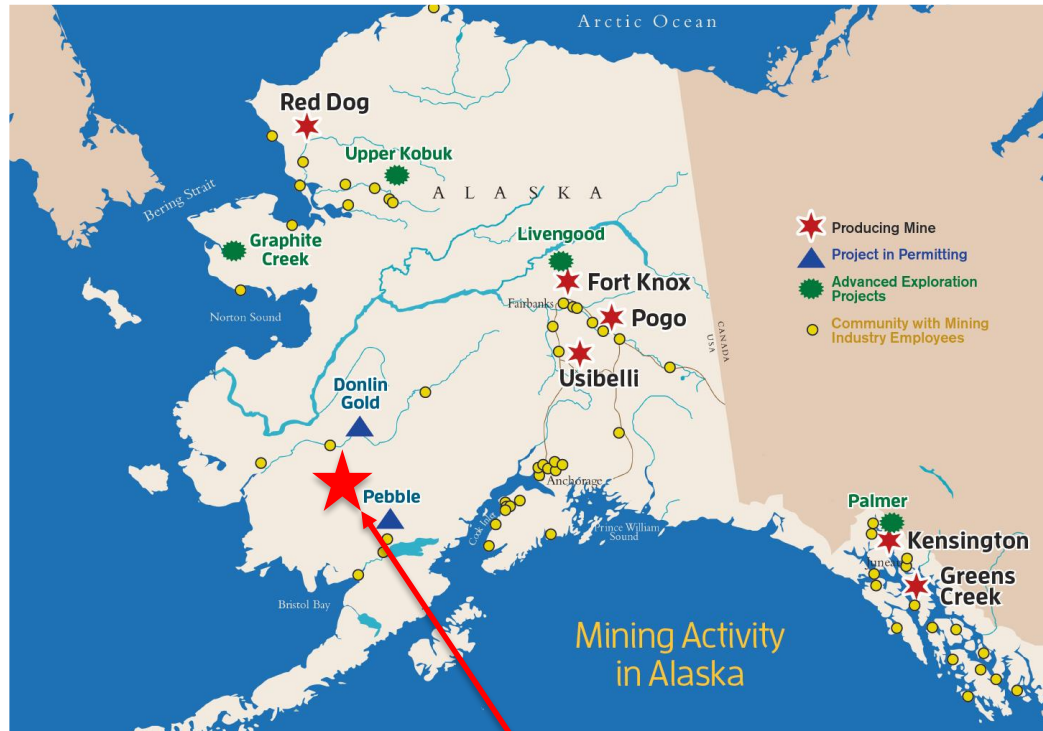 Arctic Ocean
Red Dog
Upper Kobuk
ALASKA
Bering Strait
Graphite
Creek
Livengood
Fort Knox
Fairbanks
Pogo
Norton Sound
Usibelli
CANADA
USA
Producing Mine
Project in Permitting
Advanced Exploration
Projects
Community with Mining
Industry Employees
Donlin
Gold
Pebble
Anchorage
Cook Inlet
Prince William
Sound
Bristol Bay
Palmer
Kensington
Greens
Creek
Mining Activity
in Alaska